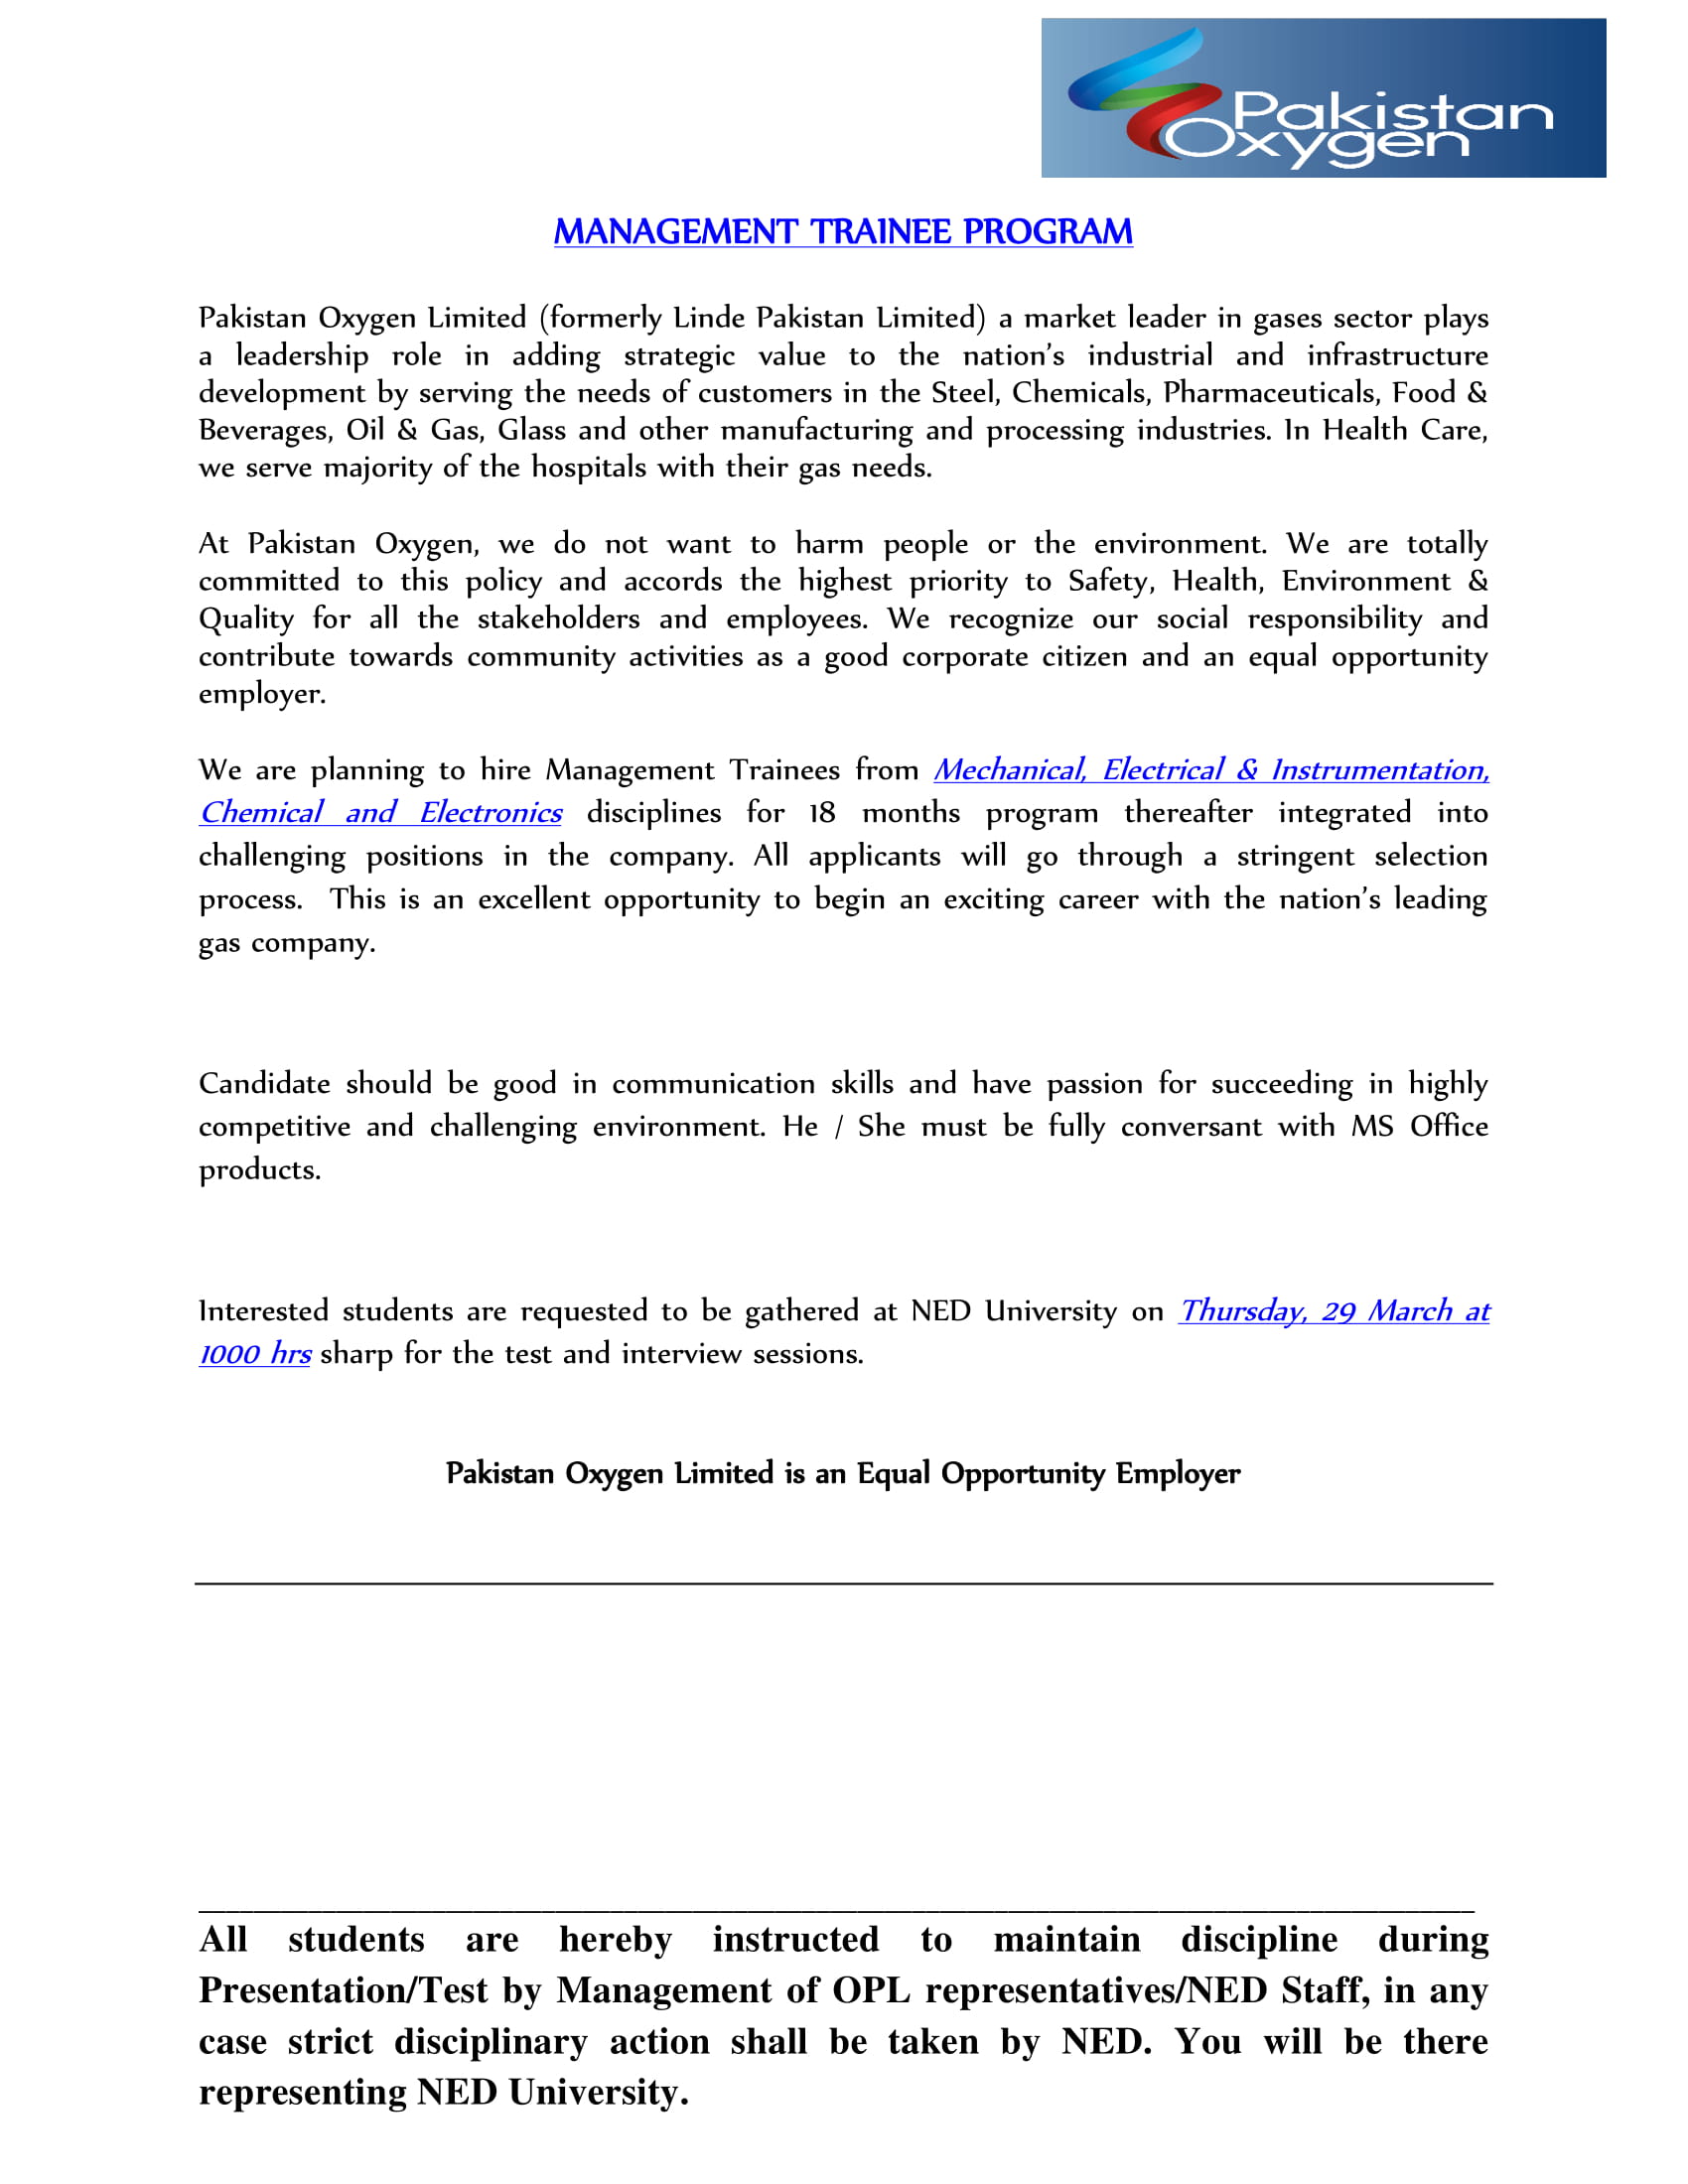 Pakistan
Oxygen
MANAGEMENT TRAINEE PROGRAM
Pakistan Oxygen Limited (formerly Linde Pakistan Limited) a market leader in gases sector plays
a leadership role in adding strategic value to the nation’s industrial and infrastructure
development by serving the needs of customers in the Steel, Chemicals, Pharmaceuticals, Food &
Beverages, Oil & Gas, Glass and other manufacturing and processing industries. In Health Care,
we serve majority of the hospitals with their gas needs.
At Pakistan Oxygen, we do not want to harm people or the environment. We are totally
committed to this policy and accords the highest priority to Safety, Health, Environment &
Quality for all the stakeholders and employees. We recognize our social responsibility and
contribute towards community activities as a good corporate citizen and an equal opportunity
employer.
We are planning to hire Management Trainees from Mechanical, Electrical & Instrumentation,
Chemical and Electronics disciplines for 18 months program thereafter integrated into
challenging positions in the company. All applicants will go through a stringent selection
process. This is an excellent opportunity to begin an exciting career with the nation’s leading
gas company.
Candidate should be good in communication skills and have passion for succeeding in highly
competitive and challenging environment. He / She must be fully conversant with MS Office
products.
Interested students are requested to be gathered at NED University on Thursday, 29 March at
1000 hrs sharp for the test and interview sessions.
Pakistan Oxygen Limited is an Equal Opportunity Employer
All students are hereby instructed to maintain discipline during
Presentation/Test by Management of OPL representatives/NED Staff, in any
case strict disciplinary action shall be taken by NED. You will be there
representing NED University.